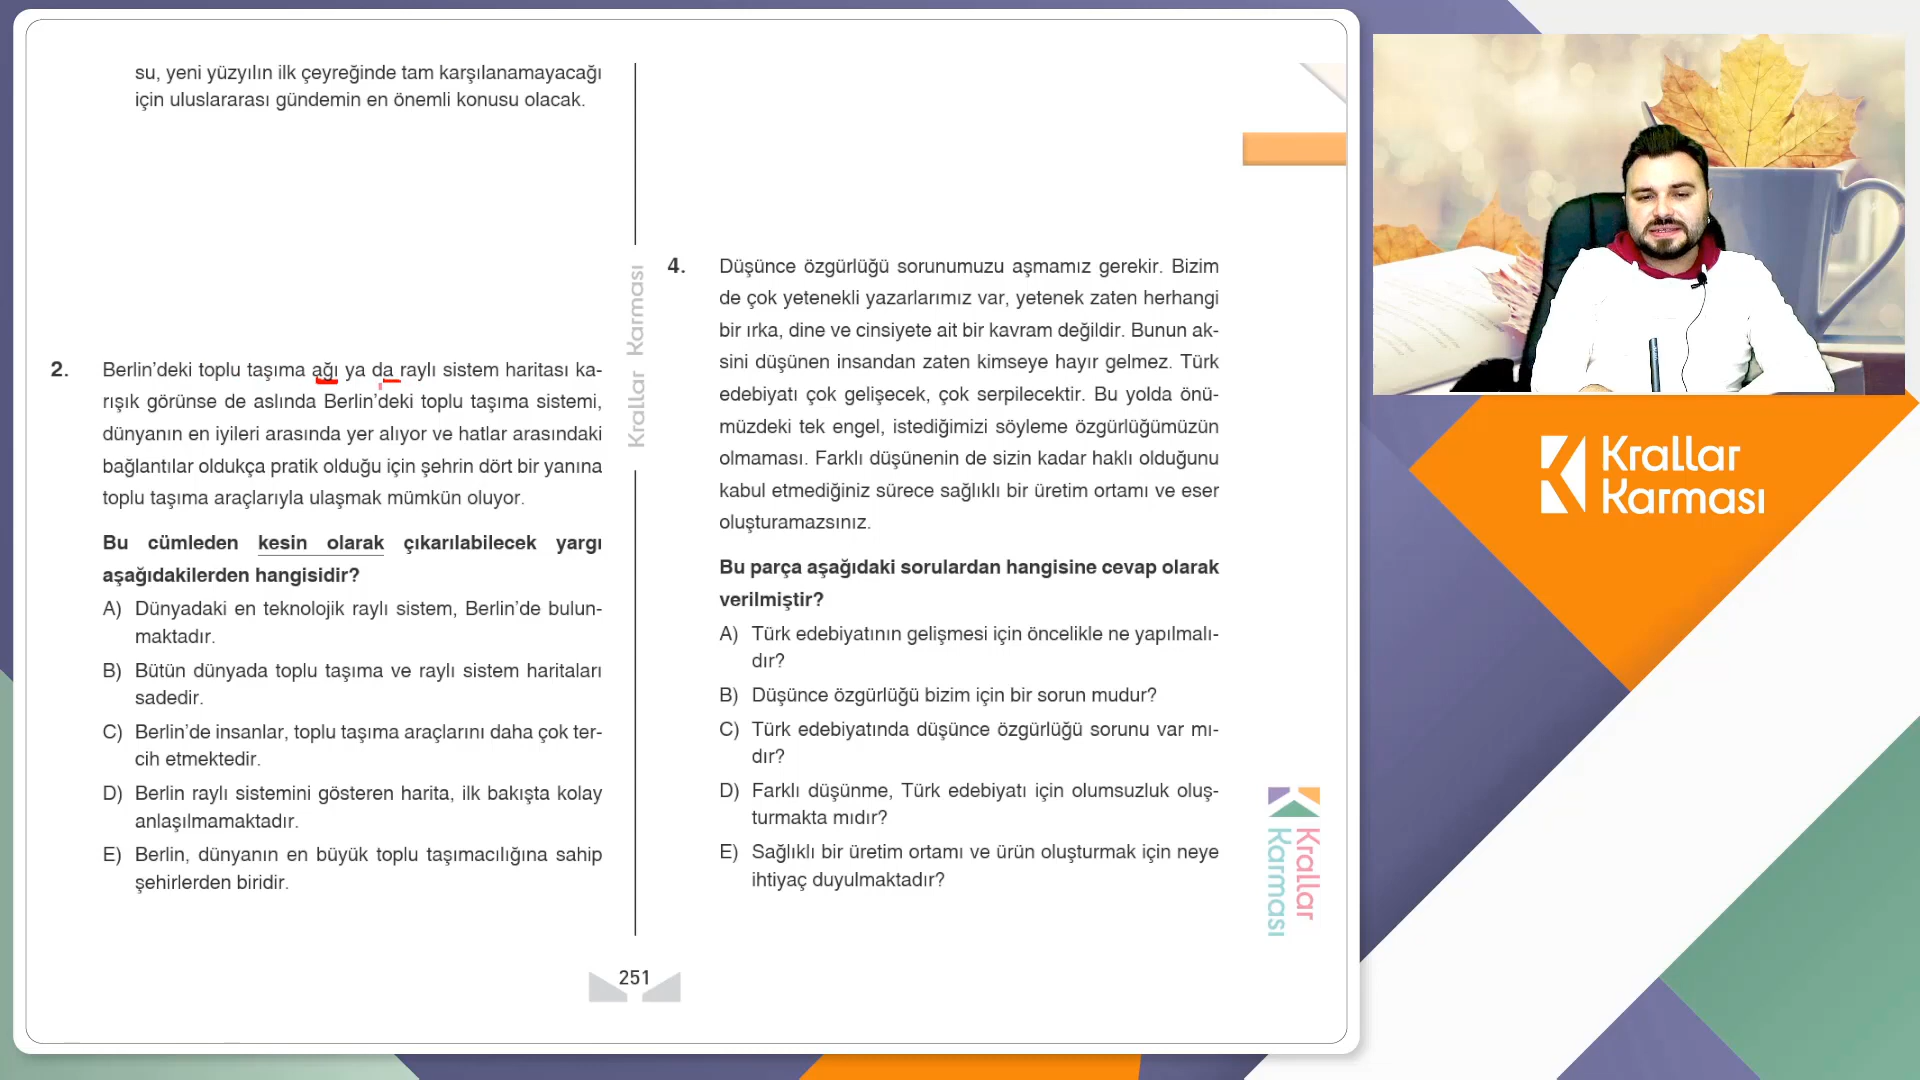 su, yeni yüzyılın ilk çeyreğinde tam karşılanamayacağı
için uluslararası gündemin en önemli konusu olacak.
2. Berlin'deki toplu taşıma ağı ya da raylı sistem haritası ka-
rışık görünse de aslında Berlin'deki toplu taşıma sistemi,
dünyanın en iyileri arasında yer alıyor ve hatlar arasındaki
bağlantılar oldukça pratik olduğu için şehrin dört bir yanına
toplu taşıma araçlarıyla ulaşmak mümkün oluyor.
Bu cümleden kesin olarak çıkarılabilecek yargı
aşağıdakilerden hangisidir?
A) Dünyadaki en teknolojik raylı sistem, Berlin'de bulun-
maktadır.
B) Bütün dünyada toplu taşıma ve raylı sistem haritaları
sadedir.
C) Berlin'de insanlar, toplu taşıma araçlarını daha çok ter-
cih etmektedir.
D) Berlin raylı sistemini gösteren harita, ilk bakışta kolay
anlaşılmamaktadır.
E) Berlin, dünyanın en büyük toplu taşımacılığına sahip
şehirlerden biridir.
Krallar Karması
4. Düşünce özgürlüğü sorunumuzu aşmamız gerekir. Bizim
de çok yetenekli yazarlarımız var, yetenek zaten herhangi
bir ırka, dine ve cinsiyete ait bir kavram değildir. Bunun ak-
sini düşünen insandan zaten kimseye hayır gelmez. Türk
edebiyatı çok gelişecek, çok serpilecektir. Bu yolda önü-
müzdeki tek engel, istediğimizi söyleme özgürlüğümüzün
olmaması. Farklı düşünenin de sizin kadar haklı olduğunu
kabul etmediğiniz sürece sağlıklı bir üretim ortamı ve eser
oluşturamazsınız.
Bu parça aşağıdaki sorulardan hangisine cevap olarak
verilmiştir?
A) Türk edebiyatının gelişmesi için öncelikle ne yapılmalı-
dır?
B) Düşünce özgürlüğü bizim için bir sorun mudur?
C) Türk edebiyatında düşünce özgürlüğü sorunu var mı-
dır?
D) Farklı düşünme, Türk edebiyatı için olumsuzluk oluş-
turmakta mıdır?
E) Sağlıklı bir üretim ortamı ve ürün oluşturmak için neye
ihtiyaç duyulmaktadır?
Krallar
Karması
251
Krallar
Karması